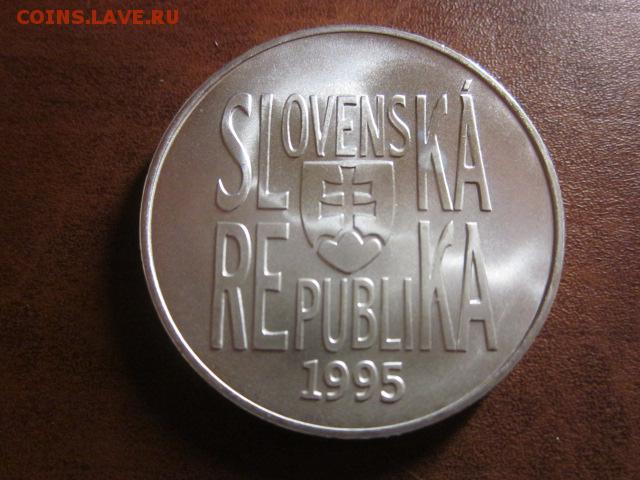 COINS.LAVE.RU
SLOVENSKÁ
REPUBLIKA
1995